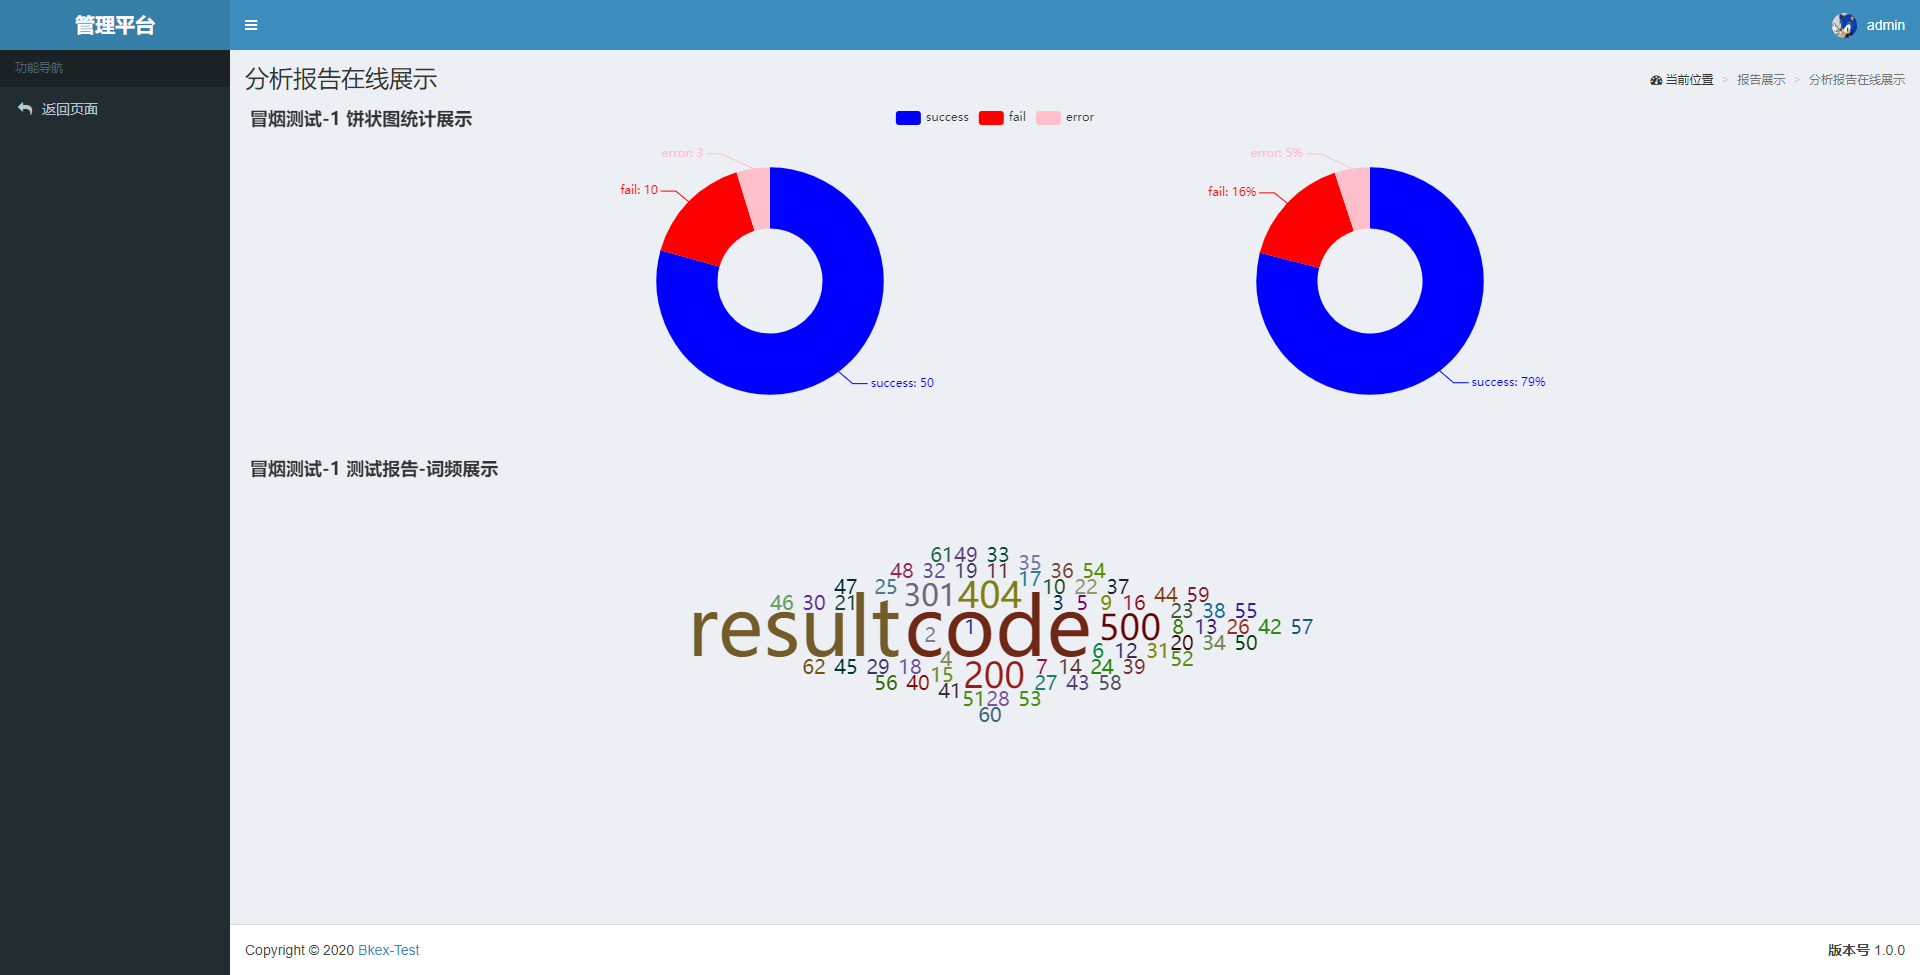 管理平台
admin
功能导航
返回页面
分析报告在线展示
当前位置 > 报告展示 > 分析报告在线展示
冒烟测试-1 饼状图统计展示
success fail error
error: 3
fail: 10
success: 50
error: 5%
fail: 16%
success: 79%
冒烟测试-1 测试报告-词频展示
61 49 33 35
48 32 19 11 17 36 54
47 25 301 404 10 22 37
46 30 21 3 5 9 16 44 59
23 38 55
result code 500
2 1 8 13 26 42 57
6 12 31 20 34 50
62 45 29 18 4 200 7 14 24 39 52
56 40 15 27 43 58
41 51 28 53
60
Copyright © 2020 Bkex-Test
版本号 1.0.0